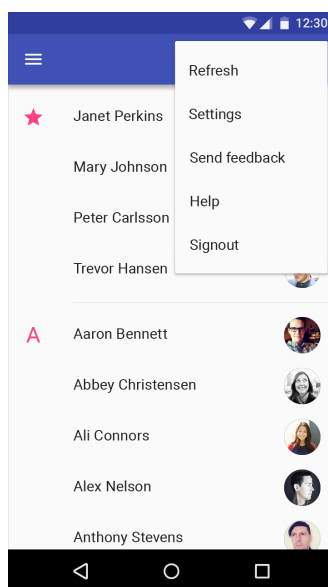 12:30
Refresh
Settings
Send feedback
Help
Signout
Janet Perkins
Mary Johnson
Peter Carlsson
Trevor Hansen
A
Aaron Bennett
Abbey Christensen
Ali Connors
Alex Nelson
Anthony Stevens